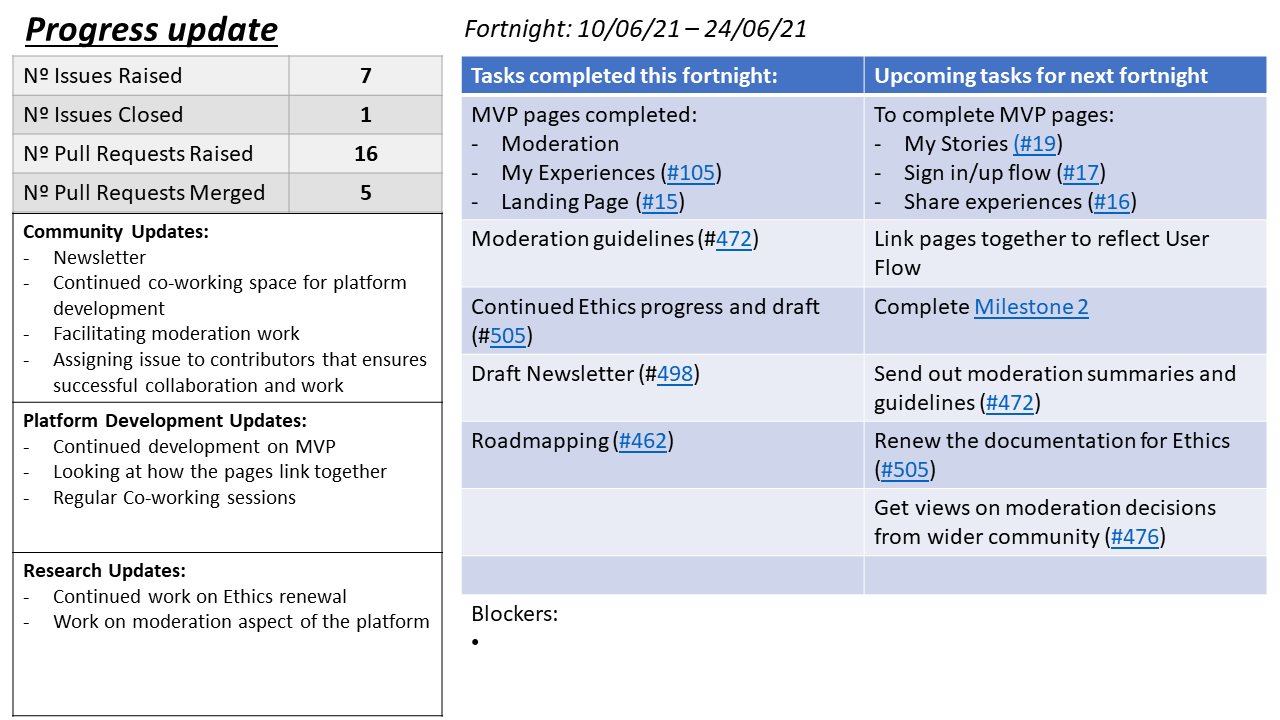 Progress update
Fortnight: 10/06/21 – 24/06/21
Nº Issues Raised 7
Nº Issues Closed 1
Nº Pull Requests Raised 16
Nº Pull Requests Merged 5
Community Updates:
- Newsletter
- Continued co-working space for platform
development
- Facilitating moderation work
- Assigning issue to contributors that ensures
successful collaboration and work
Platform Development Updates:
- Continued development on MVP
- Looking at how the pages link together
- Regular Co-working sessions
Research Updates:
- Continued work on Ethics renewal
- Work on moderation aspect of the platform
Tasks completed this fortnight: Upcoming tasks for next fortnight
MVP pages completed:
- Moderation
- My Experiences (#105)
- Landing Page (#15)
To complete MVP pages:
- My Stories (#19)
- Sign in/up flow (#17)
- Share experiences (#16)
Moderation guidelines (#472)
Link pages together to reflect User
Flow
Continued Ethics progress and draft
(#505)
Complete Milestone 2
Draft Newsletter (#498)
Send out moderation summaries and
guidelines (#472)
Roadmapping (#462)
Renew the documentation for Ethics
(#505)
Get views on moderation decisions
from wider community (#476)
Blockers:
•